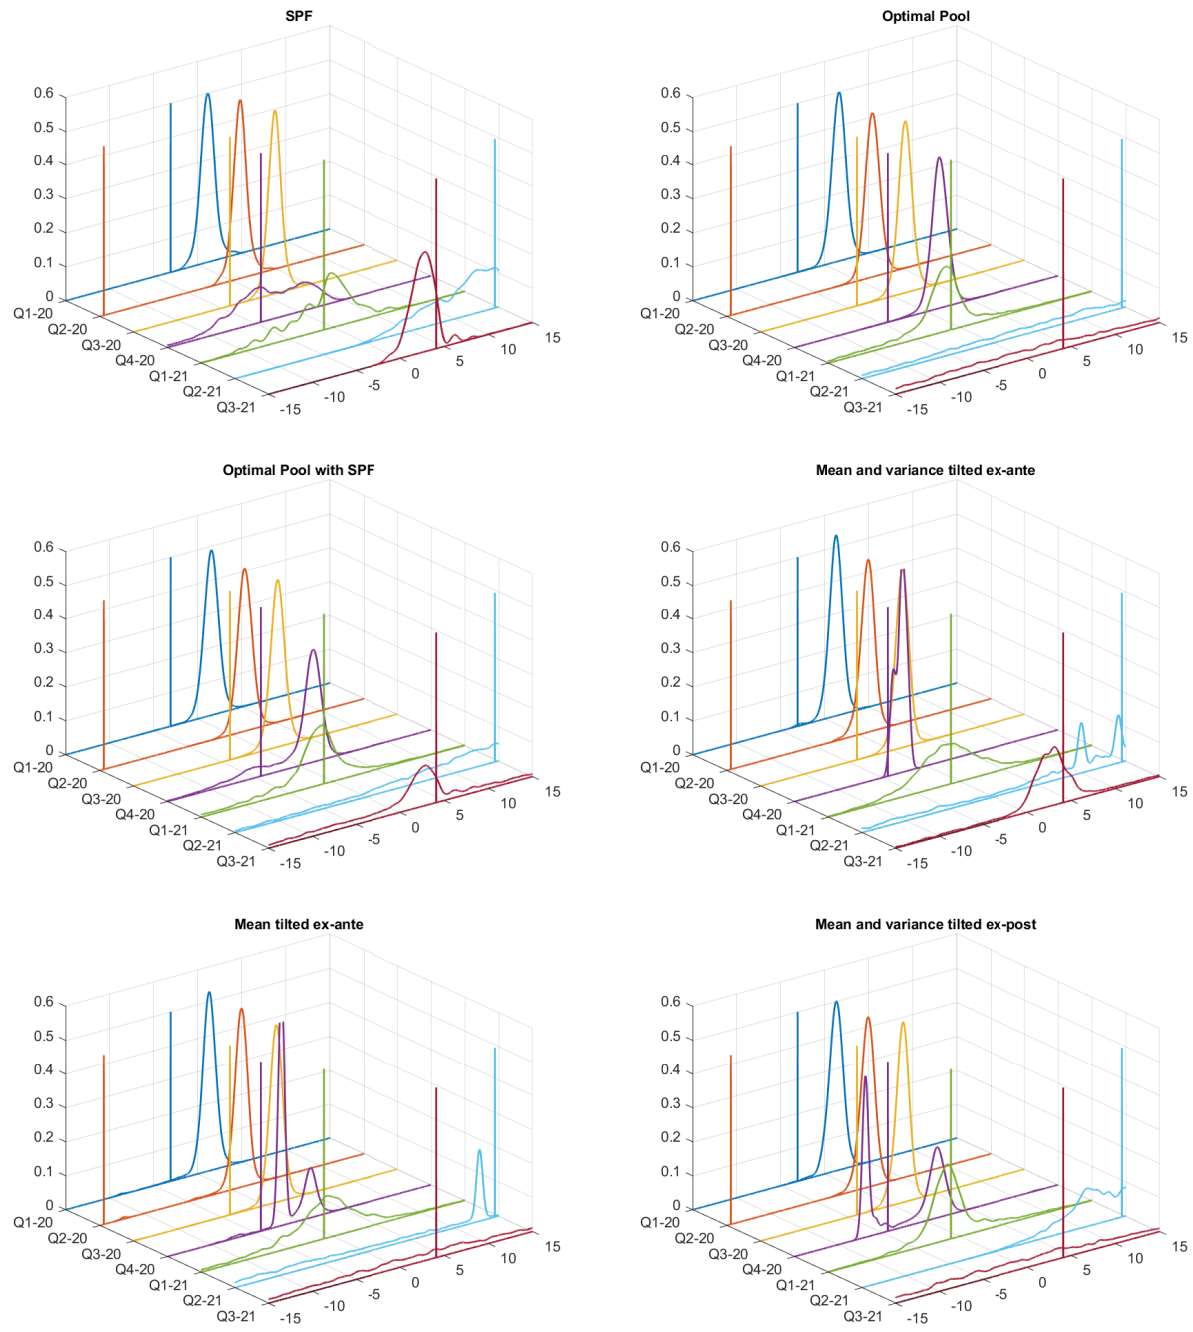 SPF
0.6
0.5
0.4
0.3
0.2
0.1
0
Q1-20
Q2-20
Q3-20
Q4-20
Q1-21
Q2-21
Q3-21
-15
-10
-5
0
5
10
15
Optimal Pool
0.6
0.5
0.4
0.3
0.2
0.1
0
Q1-20
Q2-20
Q3-20
Q4-20
Q1-21
Q2-21
Q3-21
-15
-10
-5
0
5
10
15
Optimal Pool with SPF
0.6
0.5
0.4
0.3
0.2
0.1
0
Q1-20
Q2-20
Q3-20
Q4-20
Q1-21
Q2-21
Q3-21
-15
-10
-5
0
5
10
15
Mean and variance tilted ex-ante
0.6
0.5
0.4
0.3
0.2
0.1
0
Q1-20
Q2-20
Q3-20
Q4-20
Q1-21
Q2-21
Q3-21
-15
-10
-5
0
5
10
15
Mean tilted ex-ante
0.6
0.5
0.4
0.3
0.2
0.1
0
Q1-20
Q2-20
Q3-20
Q4-20
Q1-21
Q2-21
Q3-21
-15
-10
-5
0
5
10
15
Mean and variance tilted ex-post
0.6
0.5
0.4
0.3
0.2
0.1
0
Q1-20
Q2-20
Q3-20
Q4-20
Q1-21
Q2-21
Q3-21
-15
-10
-5
0
5
10
15